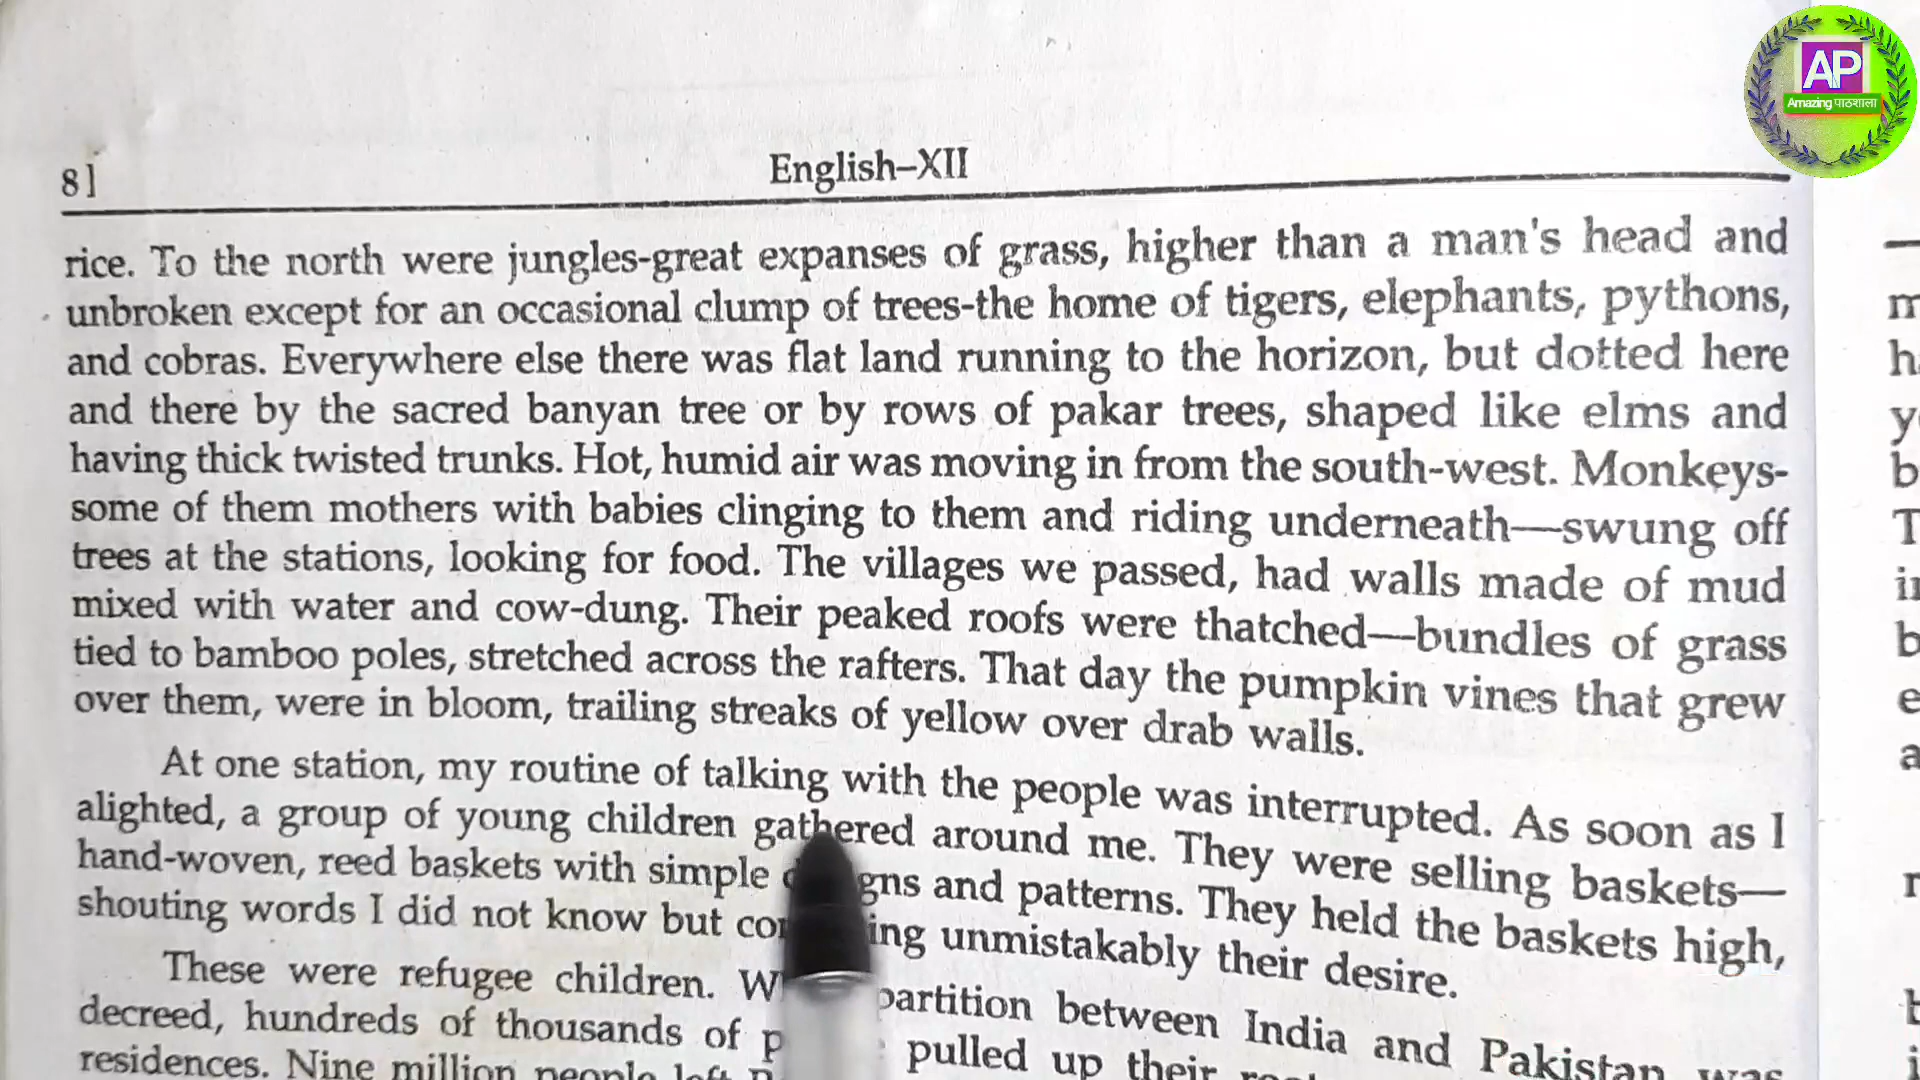 AP
Amazing पाठशाला
8]
English–XII
rice. To the north were jungles-great expanses of grass, higher than a man's head and
unbroken except for an occasional clump of trees-the home of tigers, elephants, pythons,
and cobras. Everywhere else there was flat land running to the horizon, but dotted here
and there by the sacred banyan tree or by rows of pakar trees, shaped like elms and
having thick twisted trunks. Hot, humid air was moving in from the south-west. Monkeys-
some of them mothers with babies clinging to them and riding underneath—swung off
trees at the stations, looking for food. The villages we passed, had walls made of mud
mixed with water and cow-dung. Their peaked roofs were thatched—bundles of grass
tied to bamboo poles, stretched across the rafters. That day the pumpkin vines that grew
over them, were in bloom, trailing streaks of yellow over drab walls.
At one station, my routine of talking with the people was interrupted. As soon as I
alighted, a group of young children gathered around me. They were selling baskets—
hand-woven, reed baskets with simple and patterns. They held the baskets high,
shouting words I did not know but unmistakably their desire.
These were refugee children. partition between India and Pakistan was
decreed, hundreds of thousands of pulled up their
residences. Nine million people left